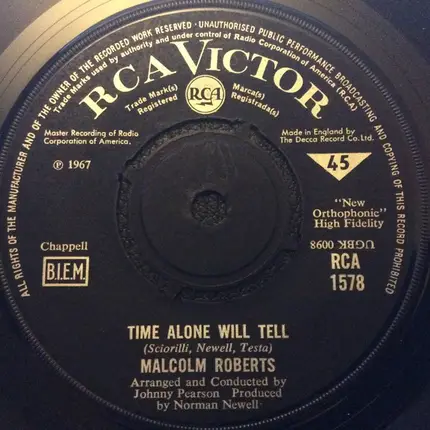 ALL RIGHTS OF THE MANUFACTURER AND OF THE OWNER OF THE RECORDED WORK RESERVED · UNAUTHORISED PUBLIC PERFORMANCE BROADCASTING AND COPYING OF THIS RECORD PROHIBITED
Trade Marks used by authority and under control of Radio Corporation of America (R.C.A.)
RCA VICTOR
Trade Mark(s)
Registered
RCA
Marca(s)
Registrada(s)
Master Recording of Radio
Corporation of America.
Made in England by
The Decca Record Co. Ltd.
℗ 1967
45
"New
Orthophonic"
High Fidelity
UGBK 0098
Chappell
B.I.E.M.
RCA
1578
TIME ALONE WILL TELL
(Sciorilli, Newell, Testa)
MALCOLM ROBERTS
Arranged and Conducted by
Johnny Pearson Produced
by Norman Newell